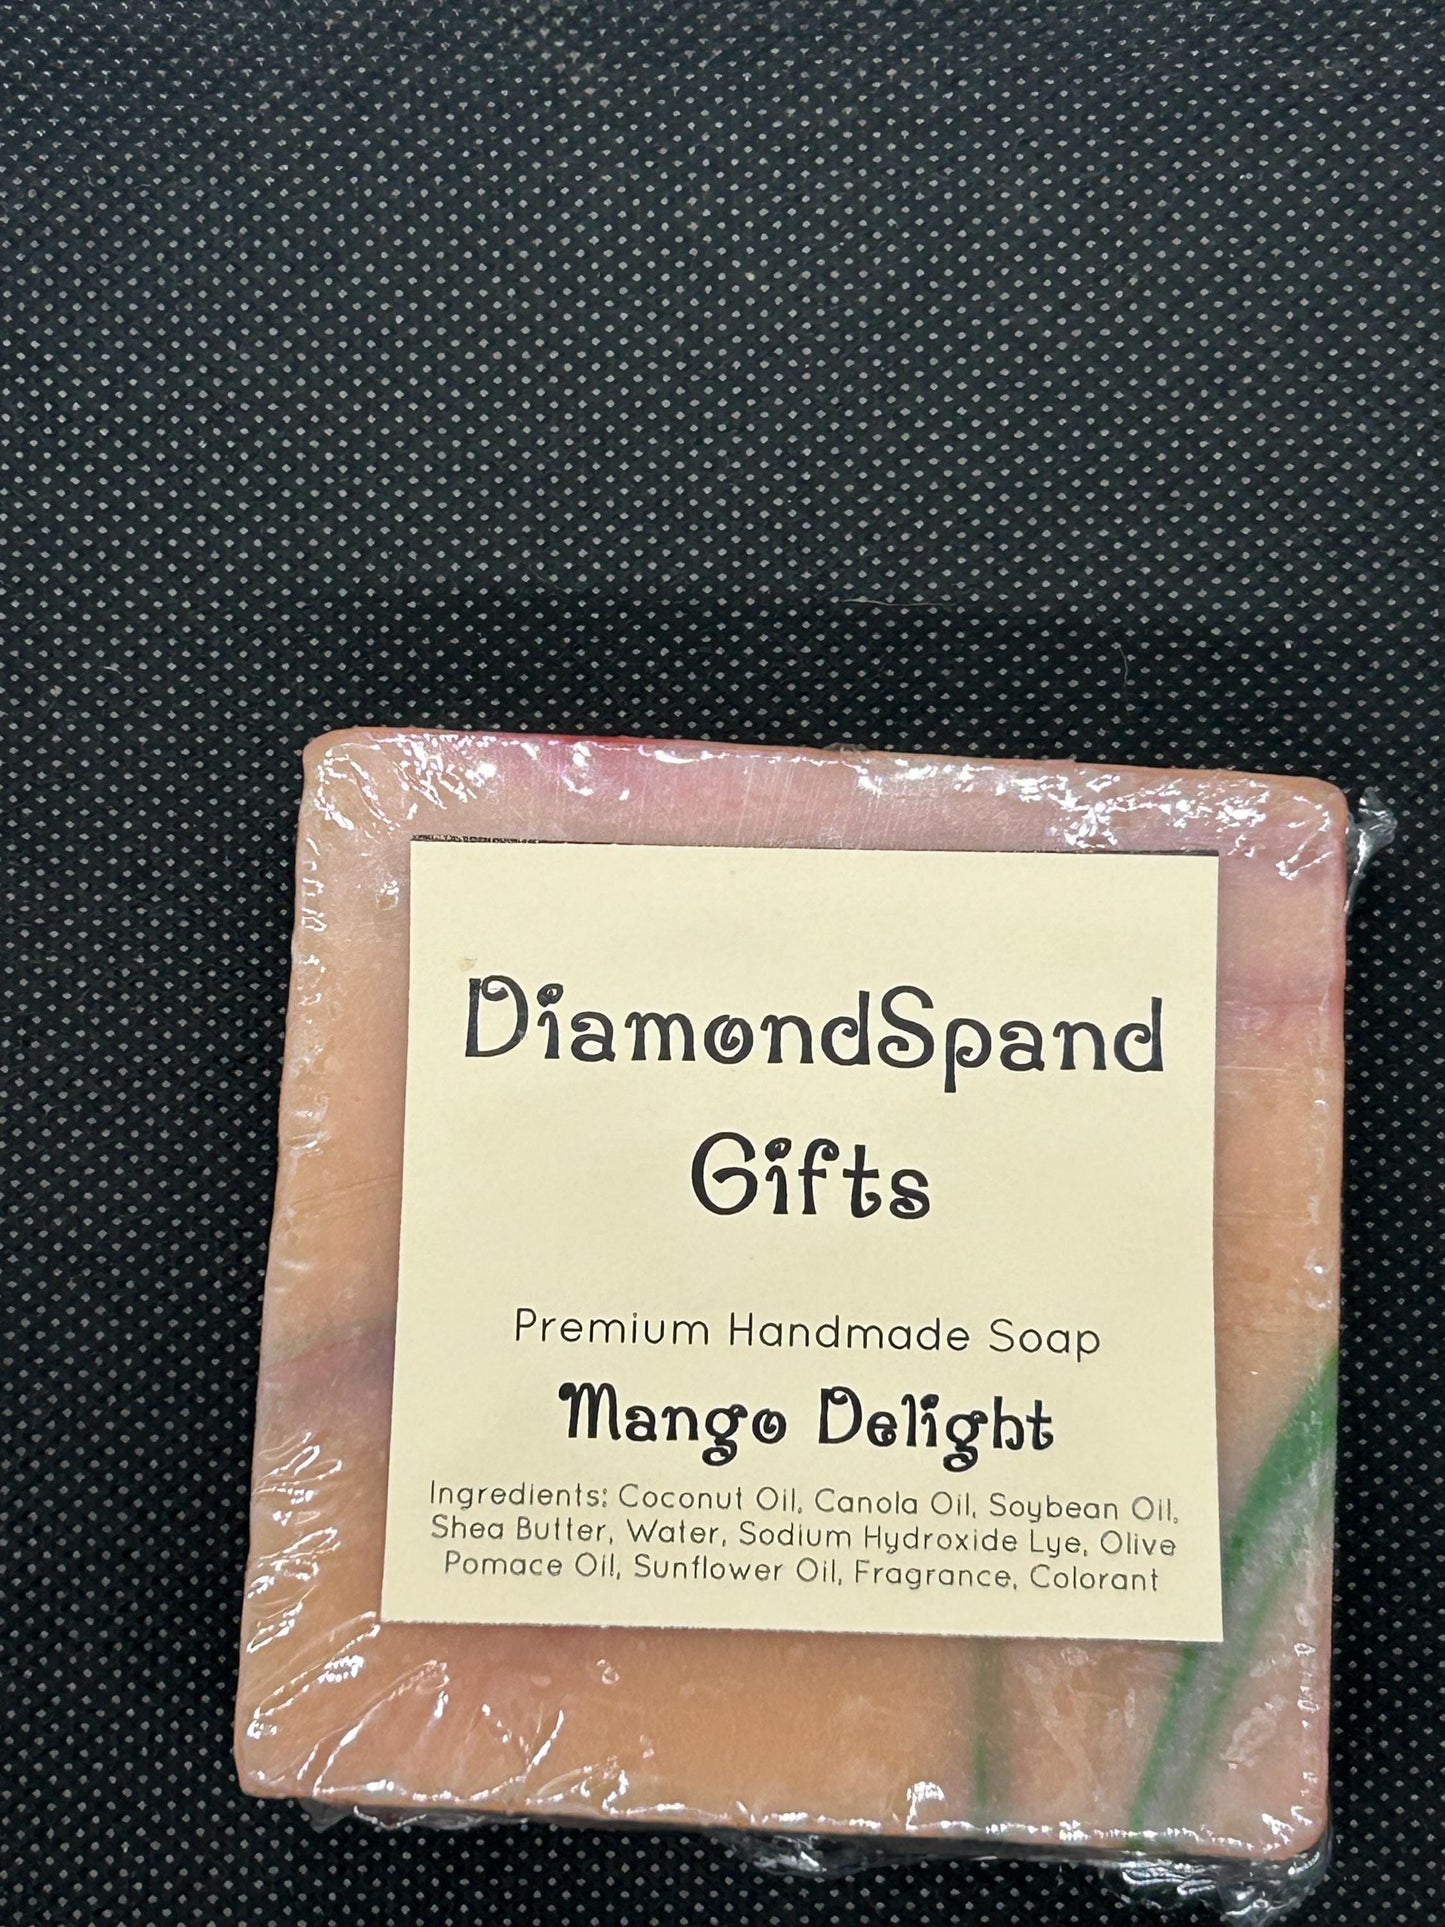 DiamondSpand
Gifts
Premium Handmade Soap
Mango Delight
Ingredients: Coconut Oil, Canola Oil, Soybean Oil,
Shea Butter, Water, Sodium Hydroxide Lye, Olive
Pomace Oil, Sunflower Oil, Fragrance, Colorant